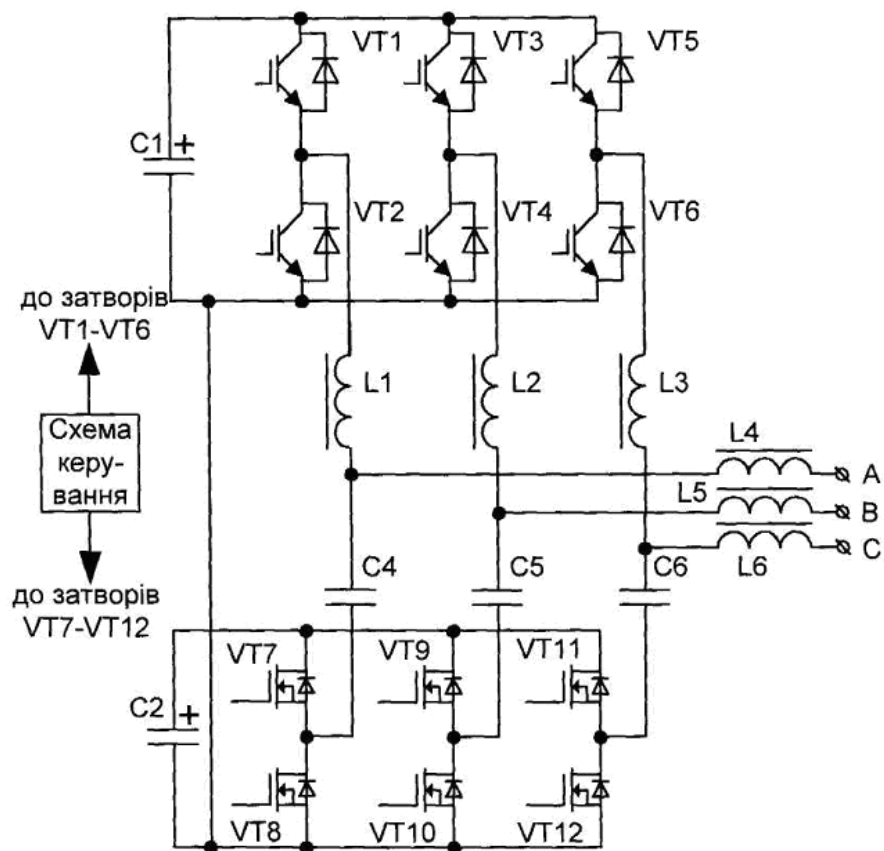 VT1 VT3 VT5
C1 +
VT2 VT4 VT6
до затворів
VT1-VT6
L1 L2 L3
Схема
керу-
вання
L4
A
L5
B
C
L6
C4 C5 C6
до затворів
VT7-VT12
VT7 VT9 VT11
C2 +
VT8 VT10 VT12